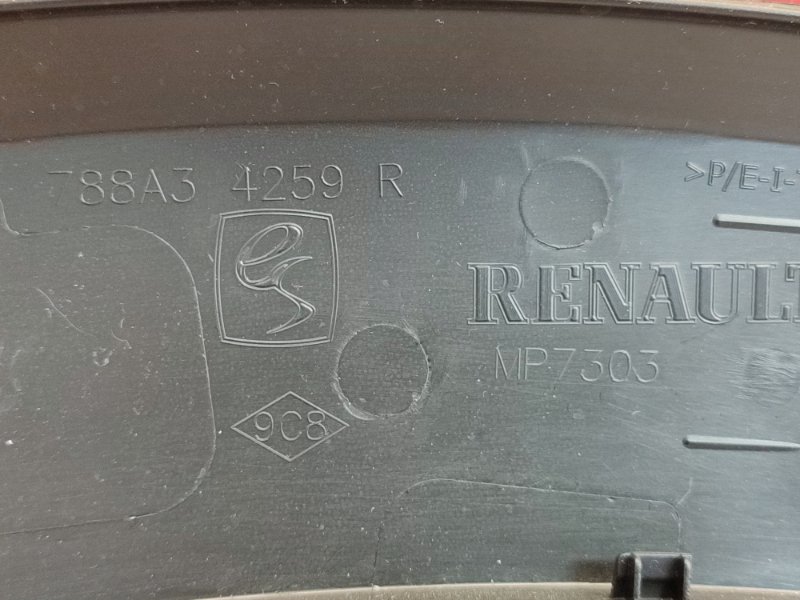 788A3 4259 R
>P/E-I-
RENAULT
MP7303
9C8